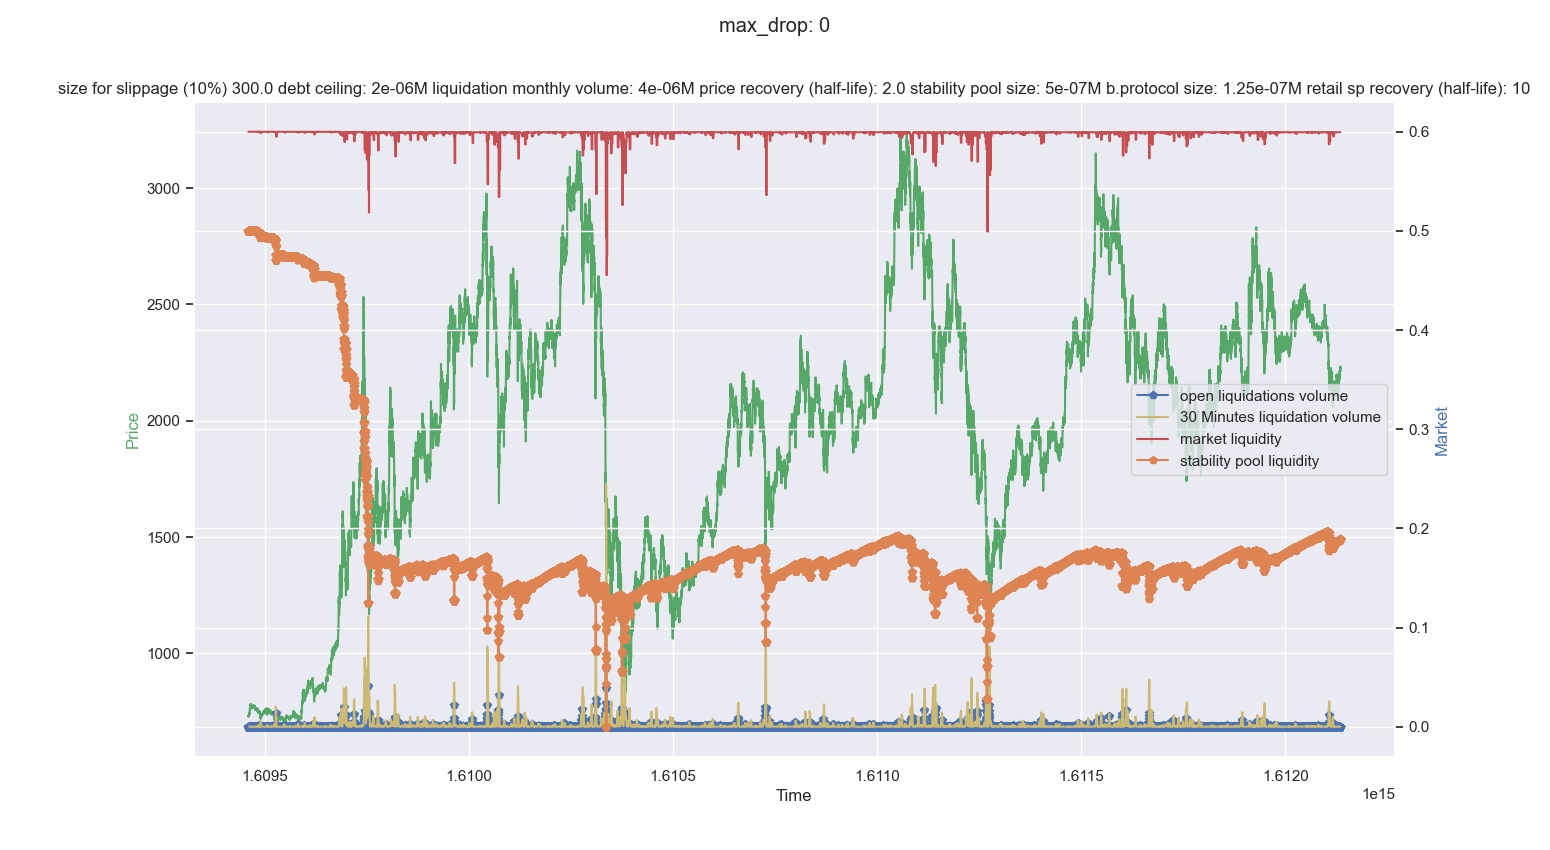 max_drop: 0
size for slippage (10%) 300.0 debt ceiling: 2e-06M liquidation monthly volume: 4e-06M price recovery (half-life): 2.0 stability pool size: 5e-07M b.protocol size: 1.25e-07M retail sp recovery (half-life): 10
3000
2500
2000
1500
1000
Price
0.6
0.5
0.4
0.3
0.2
0.1
0.0
Market
open liquidations volume
30 Minutes liquidation volume
market liquidity
stability pool liquidity
1.6095 1.6100 1.6105 1.6110 1.6115 1.6120
1e15
Time